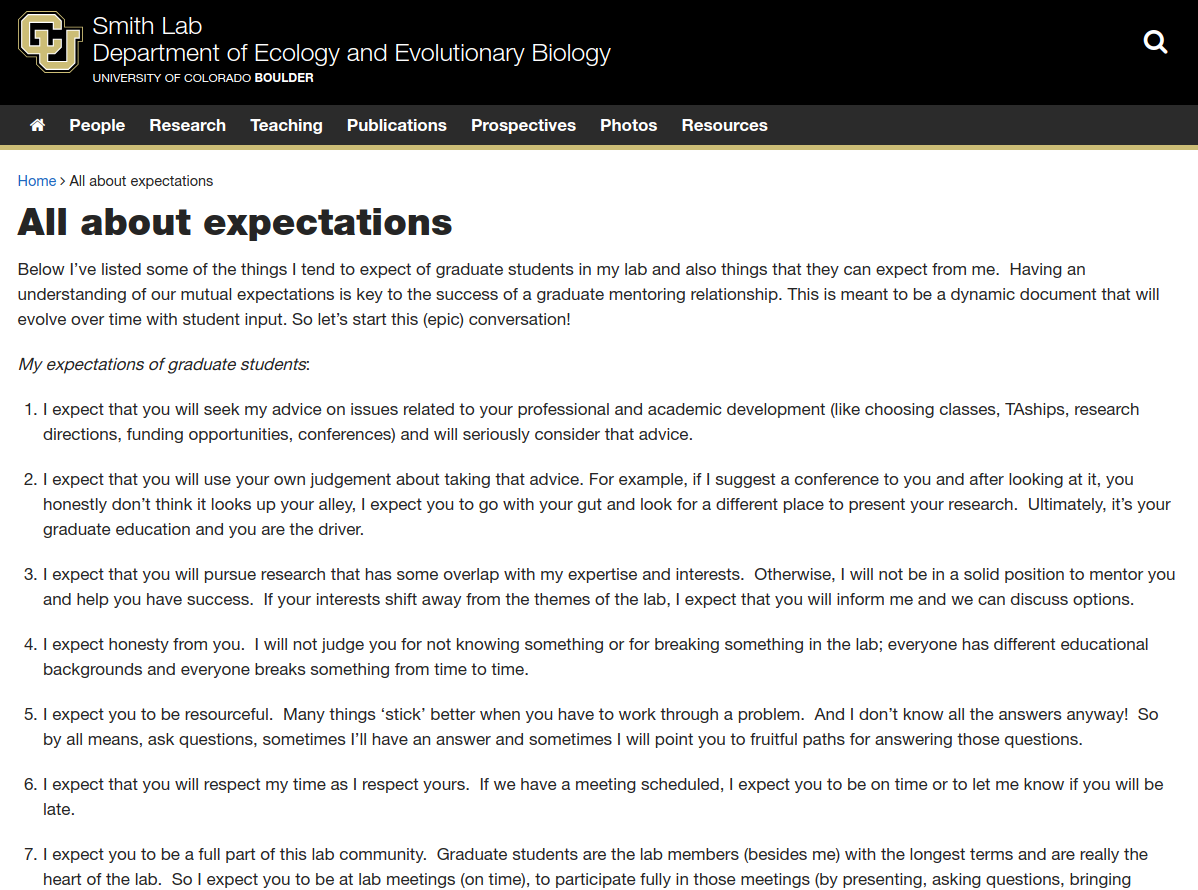 CU
Smith Lab
Department of Ecology and Evolutionary Biology
UNIVERSITY OF COLORADO BOULDER
People Research Teaching Publications Prospectives Photos Resources
Home › All about expectations
All about expectations
Below I’ve listed some of the things I tend to expect of graduate students in my lab and also things that they can expect from me.  Having an
understanding of our mutual expectations is key to the success of a graduate mentoring relationship. This is meant to be a dynamic document that will
evolve over time with student input. So let’s start this (epic) conversation!
My expectations of graduate students:
1. I expect that you will seek my advice on issues related to your professional and academic development (like choosing classes, TAships, research
directions, funding opportunities, conferences) and will seriously consider that advice.
2. I expect that you will use your own judgement about taking that advice. For example, if I suggest a conference to you and after looking at it, you
honestly don’t think it looks up your alley, I expect you to go with your gut and look for a different place to present your research.  Ultimately, it’s your
graduate education and you are the driver.
3. I expect that you will pursue research that has some overlap with my expertise and interests.  Otherwise, I will not be in a solid position to mentor you
and help you have success.  If your interests shift away from the themes of the lab, I expect that you will inform me and we can discuss options.
4. I expect honesty from you.  I will not judge you for not knowing something or for breaking something in the lab; everyone has different educational
backgrounds and everyone breaks something from time to time.
5. I expect you to be resourceful.  Many things ‘stick’ better when you have to work through a problem.  And I don’t know all the answers anyway!  So
by all means, ask questions, sometimes I’ll have an answer and sometimes I will point you to fruitful paths for answering those questions.
6. I expect that you will respect my time as I respect yours.  If we have a meeting scheduled, I expect you to be on time or to let me know if you will be
late.
7. I expect you to be a full part of this lab community.  Graduate students are the lab members (besides me) with the longest terms and are really the
heart of the lab.  So I expect you to be at lab meetings (on time), to participate fully in those meetings (by presenting, asking questions, bringing